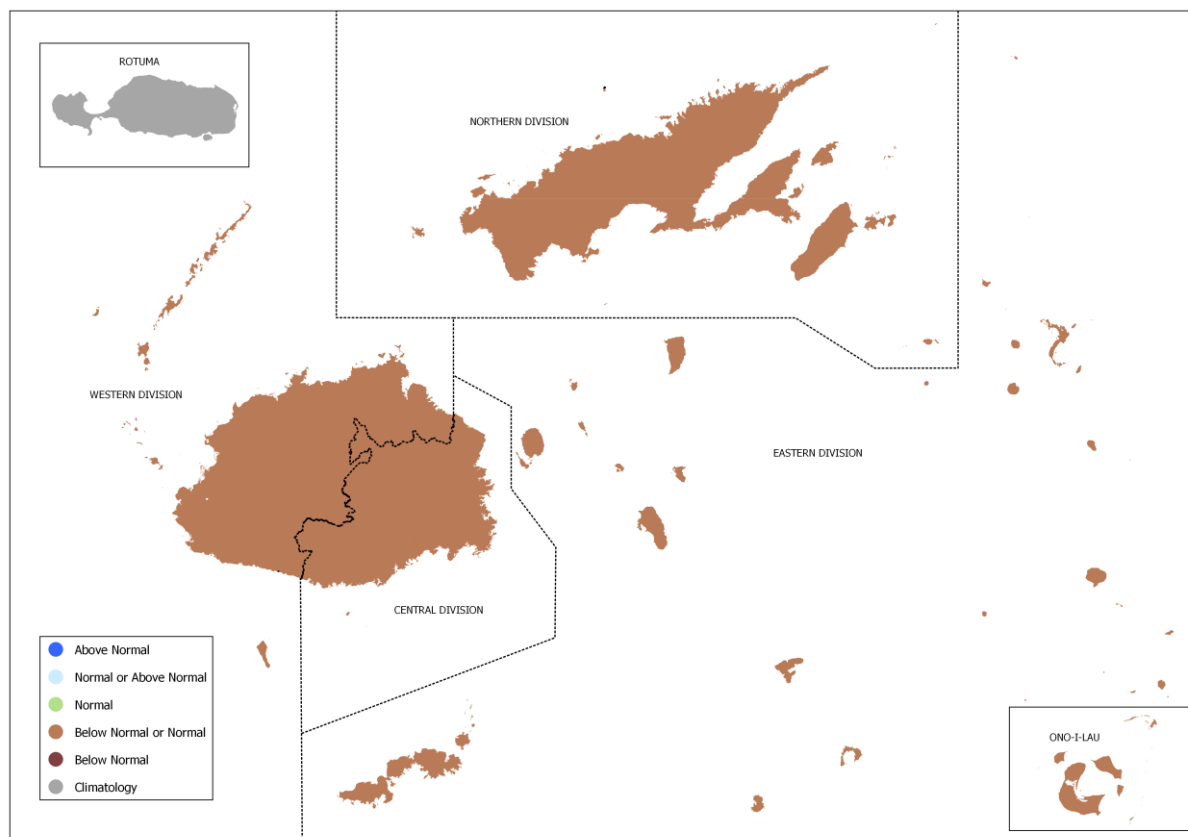 ROTUMA
NORTHERN DIVISION
WESTERN DIVISION
EASTERN DIVISION
CENTRAL DIVISION
Above Normal
Normal or Above Normal
Normal
Below Normal or Normal
Below Normal
Climatology
ONO-I-LAU